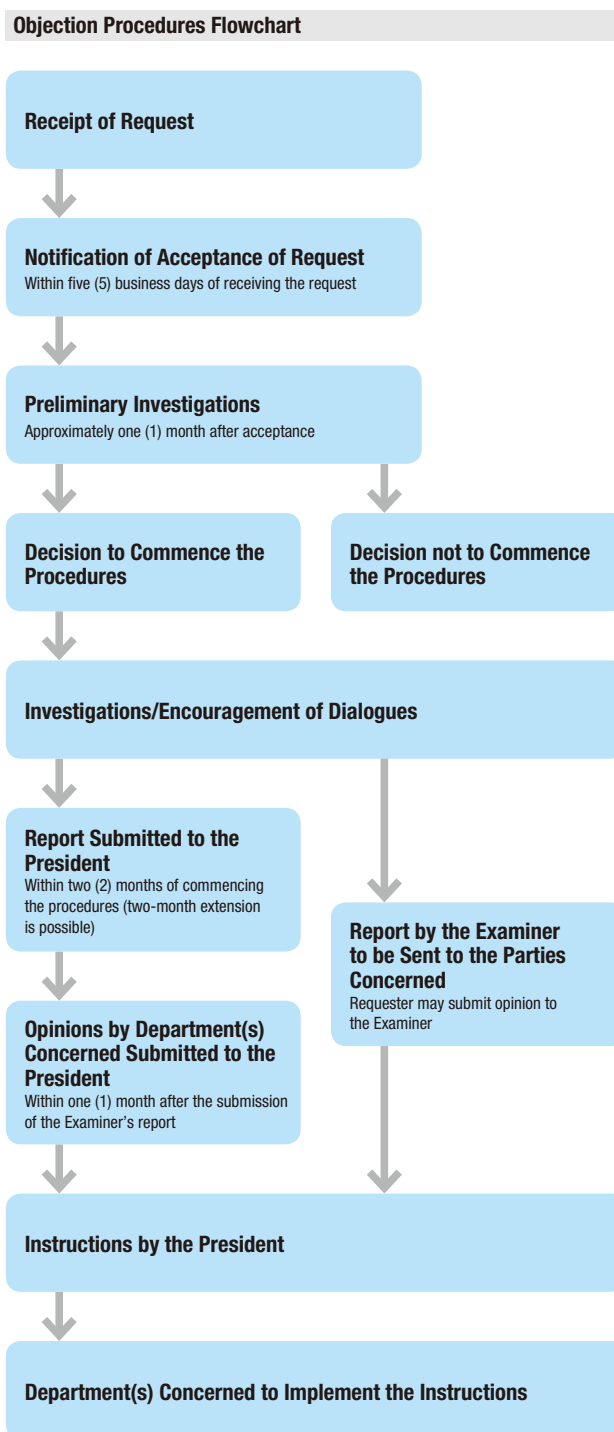 Objection Procedures Flowchart
Receipt of Request
Notification of Acceptance of Request
Within five (5) business days of receiving the request
Preliminary Investigations
Approximately one (1) month after acceptance
Decision to Commence the
Procedures
Decision not to Commence
the Procedures
Investigations/Encouragement of Dialogues
Report Submitted to the
President
Within two (2) months of commencing
the procedures (two-month extension
is possible)
Report by the Examiner
to be Sent to the Parties
Concerned
Requester may submit opinion to
the Examiner
Opinions by Department(s)
Concerned Submitted to the
President
Within one (1) month after the submission
of the Examiner’s report
Instructions by the President
Department(s) Concerned to Implement the Instructions